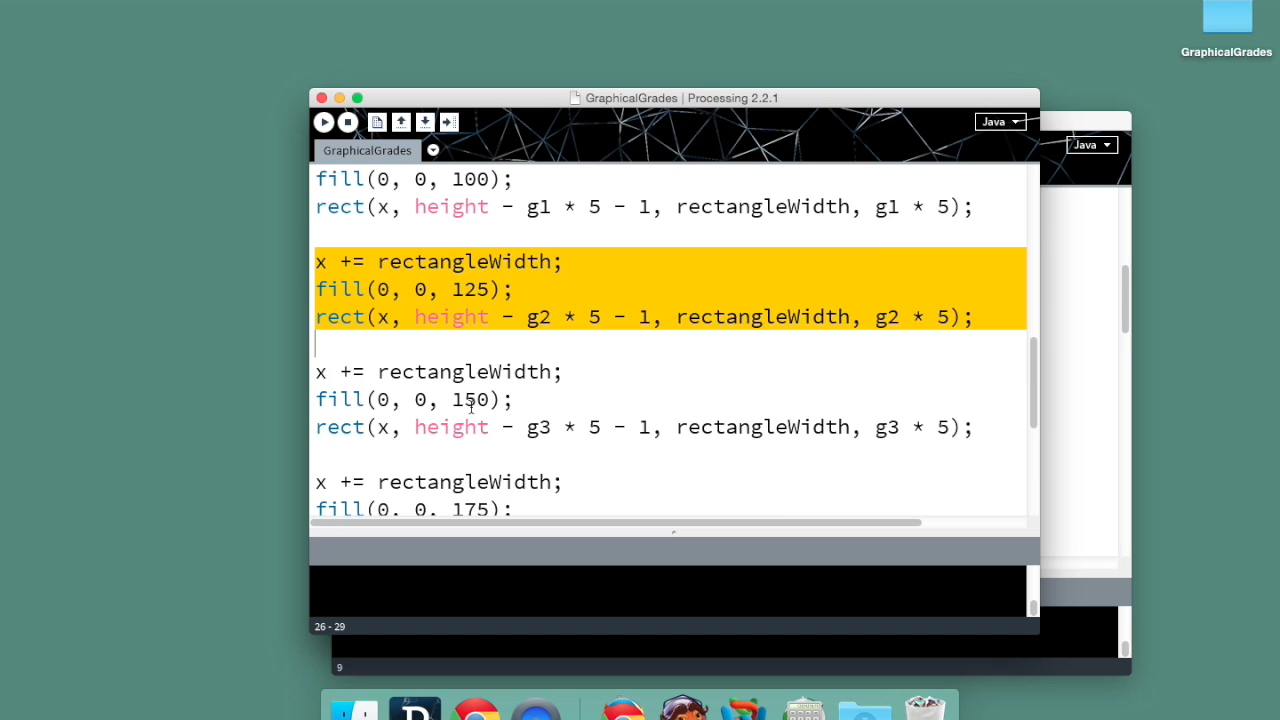 GraphicalGrades
GraphicalGrades | Processing 2.2.1
Java
Java
GraphicalGrades
fill(0, 0, 100);
rect(x, height - g1 * 5 - 1, rectangleWidth, g1 * 5);
x += rectangleWidth;
fill(0, 0, 125);
rect(x, height - g2 * 5 - 1, rectangleWidth, g2 * 5);
x += rectangleWidth;
fill(0, 0, 150);
rect(x, height - g3 * 5 - 1, rectangleWidth, g3 * 5);
x += rectangleWidth;
fill(0, 0, 175);
26 - 29
9